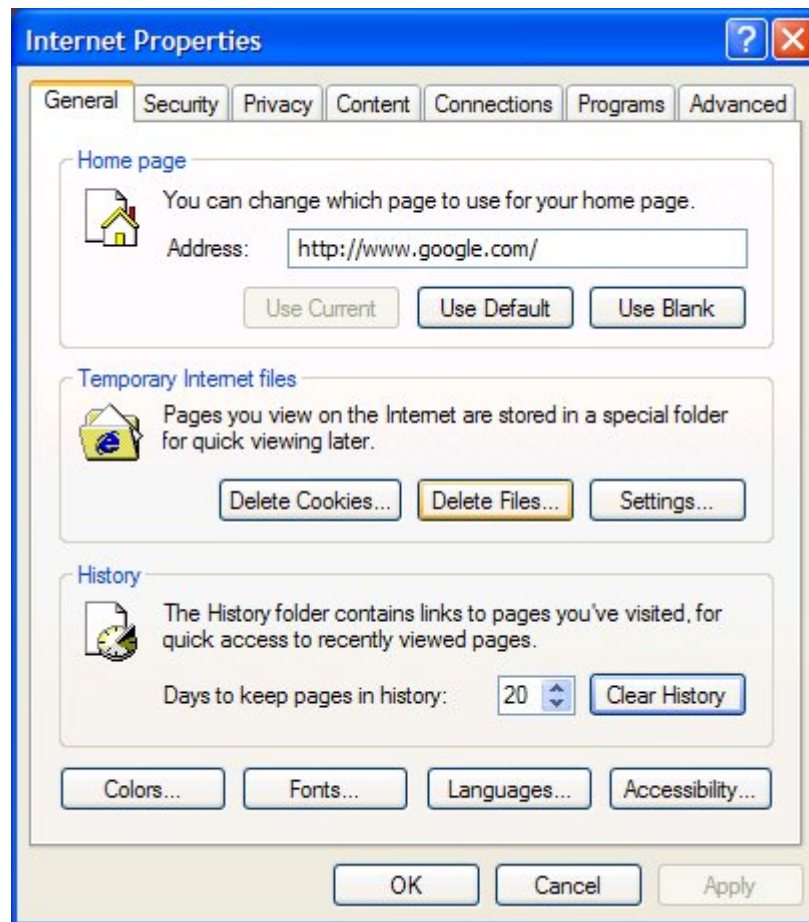 Internet Properties
General Security Privacy Content Connections Programs Advanced
Home page
You can change which page to use for your home page.
Address: http://www.google.com/
Use Current Use Default Use Blank
Temporary Internet files
Pages you view on the Internet are stored in a special folder
for quick viewing later.
Delete Cookies... Delete Files... Settings...
History
The History folder contains links to pages you've visited, for
quick access to recently viewed pages.
Days to keep pages in history: 20 Clear History
Colors... Fonts... Languages... Accessibility...
OK Cancel Apply